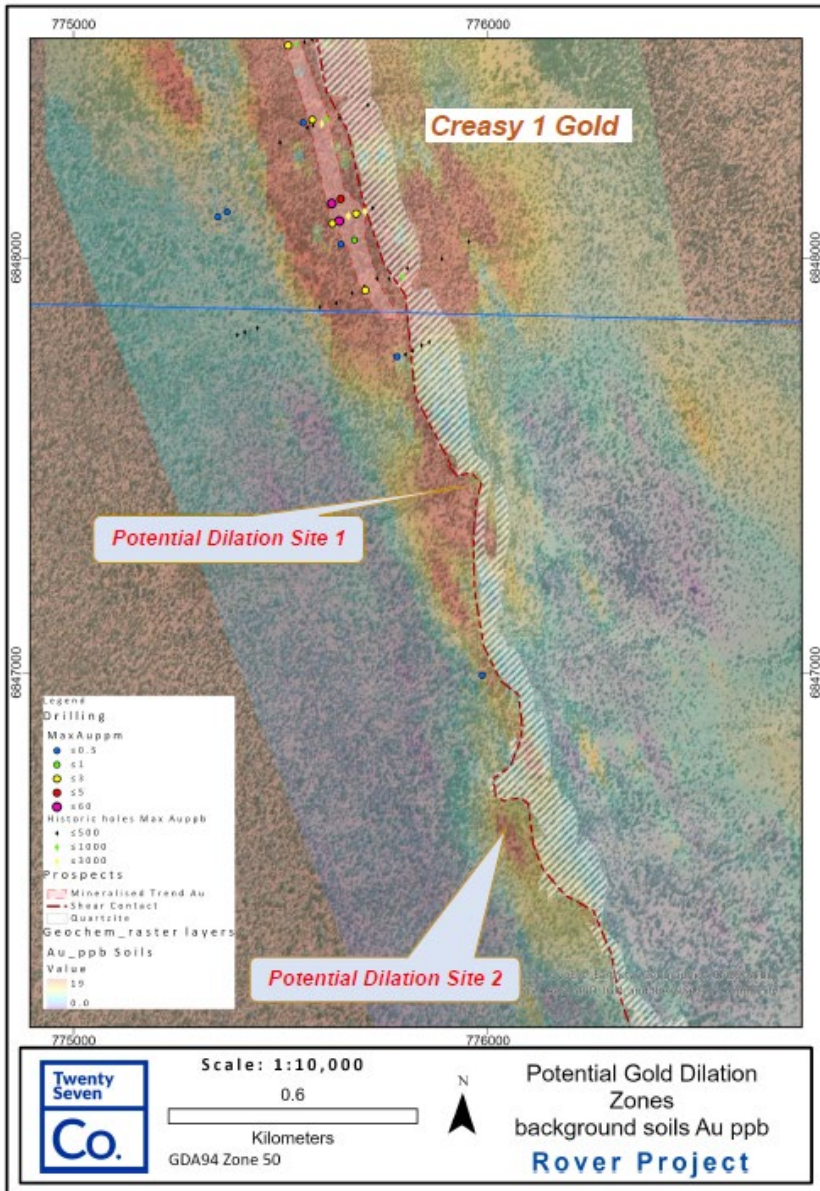 775000 776000
Creasy 1 Gold
6848000 6848000
Potential Dilation Site 1
6847000 6847000
Legend
Drilling
MaxAuppm
≤0.5
≤1
≤3
≤5
≤60
Historic holes Max Auppb
≤500
≤1000
≤3000
Prospects
Mineralised Trend Au
Shear Contact
Quartzite
Geochem_raster layers
Au_ppb Soils
Value
19
0.0
Potential Dilation Site 2
775000 776000
Twenty
Seven
Co.
Scale: 1:10,000
0.6
Kilometers
GDA94 Zone 50
N
Potential Gold Dilation
Zones
background soils Au ppb
Rover Project